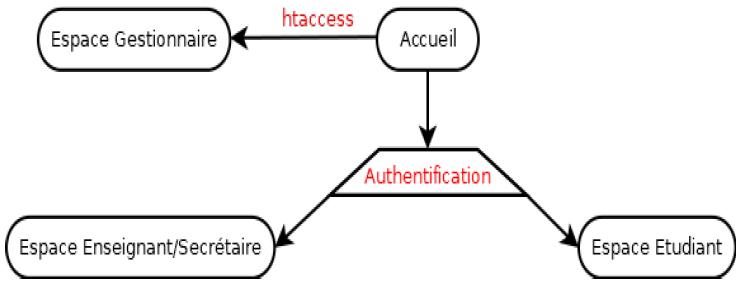 htaccess
Espace Gestionnaire
Accueil
Authentification
Espace Enseignant/Secrétaire
Espace Etudiant